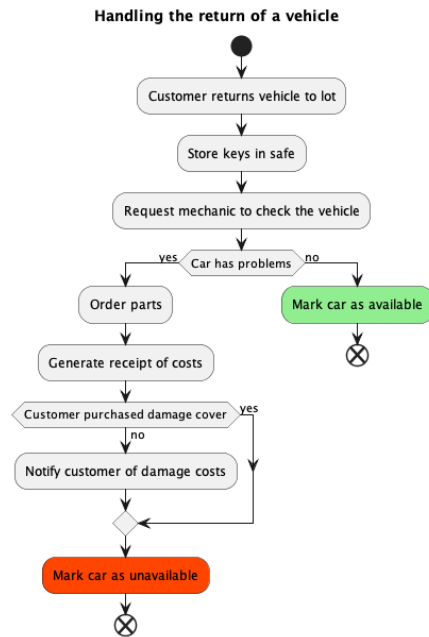 Handling the return of a vehicle
Customer returns vehicle to lot
Store keys in safe
Request mechanic to check the vehicle
yes
Car has problems
no
Order parts
Mark car as available
Generate receipt of costs
Customer purchased damage cover
yes
no
Notify customer of damage costs
Mark car as unavailable